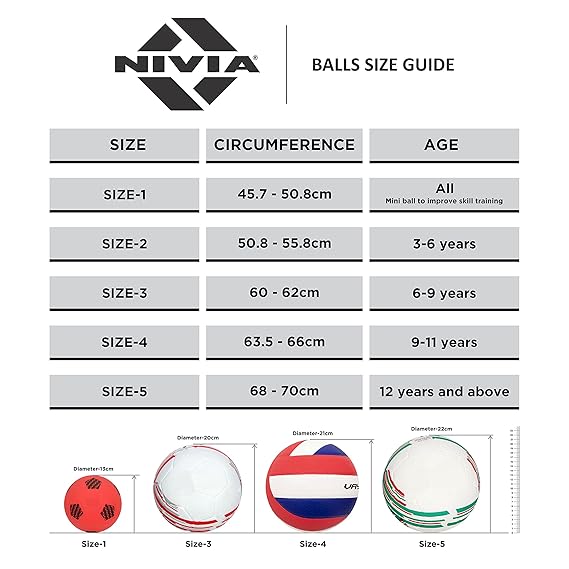 NIVIA®
BALLS SIZE GUIDE
SIZE CIRCUMFERENCE AGE
SIZE-1 45.7 - 50.8cm All
Mini ball to improve skill training
SIZE-2 50.8 - 55.8cm 3-6 years
SIZE-3 60 - 62cm 6-9 years
SIZE-4 63.5 - 66cm 9-11 years
SIZE-5 68 - 70cm 12 years and above
Diameter-13cm
Diameter-20cm
Diameter-21cm
Diameter-22cm
Size-1
Size-3
Size-4
Size-5